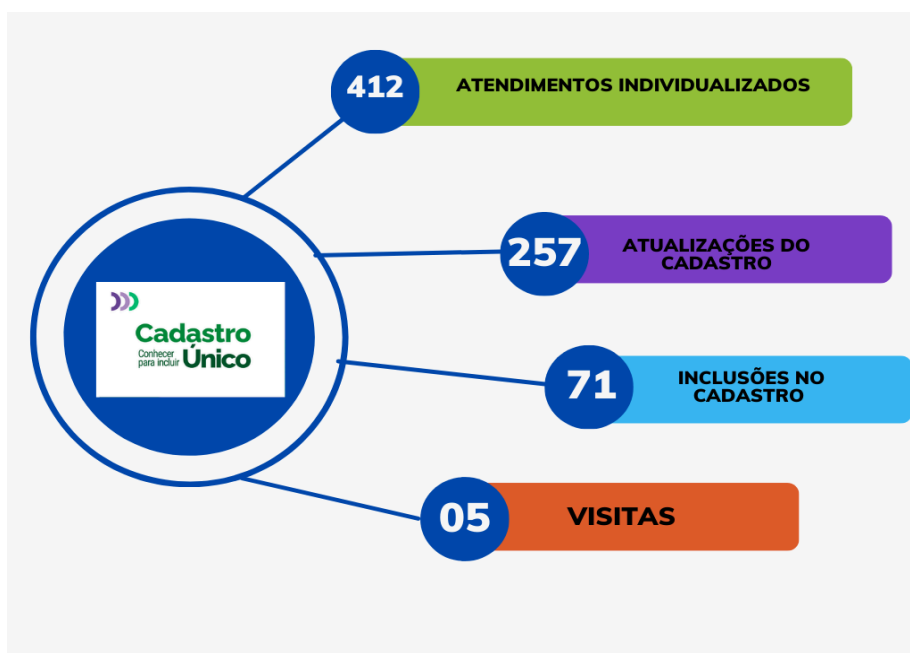 412
ATENDIMENTOS INDIVIDUALIZADOS
257
ATUALIZAÇÕES DO
CADASTRO
Cadastro
Conhecer
para incluir Único
71
INCLUSÕES NO
CADASTRO
05
VISITAS